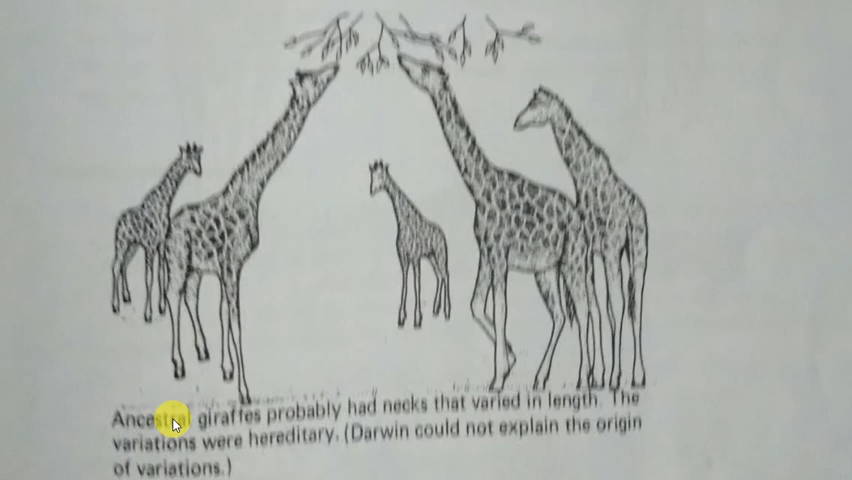 Ancestral giraffes probably had necks that varied in length. The
variations were hereditary. (Darwin could not explain the origin
of variations.)